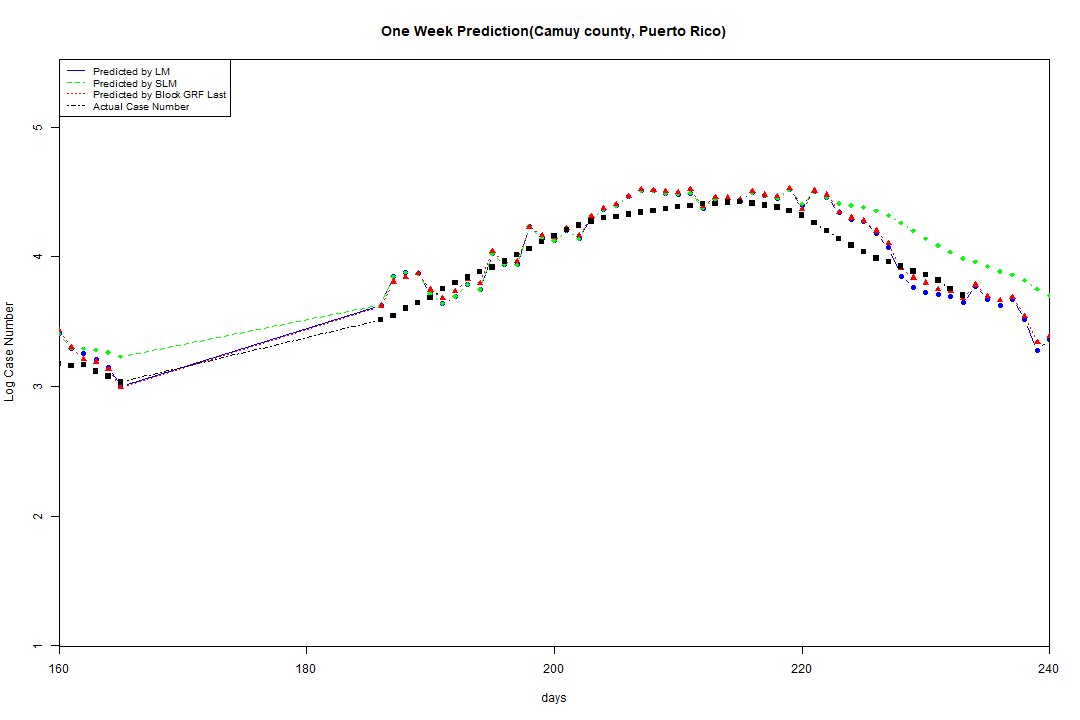 One Week Prediction(Camuy county, Puerto Rico)
Predicted by LM
Predicted by SLM
Predicted by Block GRF Last
Actual Case Number
5
4
3
2
1
Log Case Number
160 180 200 220 240
days